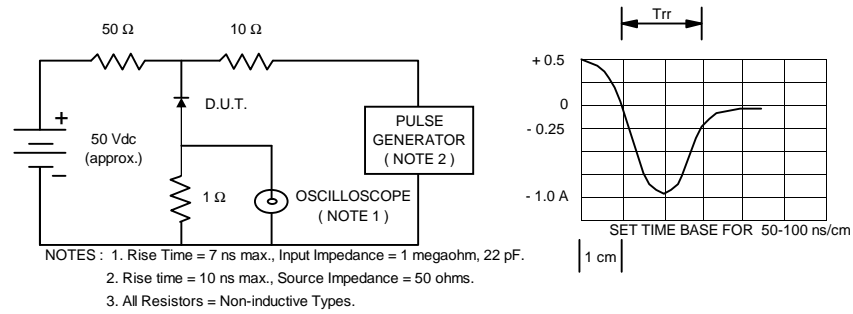 50 Ω
10 Ω
D.U.T.
+
50 Vdc
(approx.)
−
1 Ω
PULSE
GENERATOR
( NOTE 2 )
OSCILLOSCOPE
( NOTE 1 )
Trr
+ 0.5
0
- 0.25
- 1.0 A
SET TIME BASE FOR 50-100 ns/cm
1 cm
NOTES : 1. Rise Time = 7 ns max., Input Impedance = 1 megaohm, 22 pF.
2. Rise time = 10 ns max., Source Impedance = 50 ohms.
3. All Resistors = Non-inductive Types.